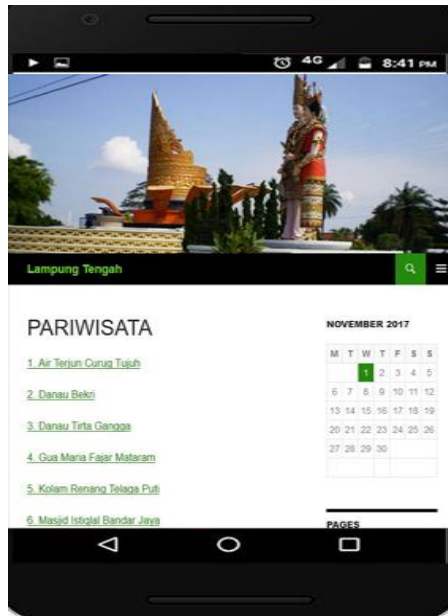 4G 8:41 PM
Lampung Tengah
PARIWISATA
1. Air Terjun Curug Tujuh
2. Danau Bekri
3. Danau Tirta Gangga
4. Gua Maria Fajar Mataram
5. Kolam Renang Telaga Puti
6. Masjid Istiqlal Bandar Jaya
NOVEMBER 2017
M T W T F S S
1 2 3 4 5
6 7 8 9 10 11 12
13 14 15 16 17 18 19
20 21 22 23 24 25 26
27 28 29 30
PAGES